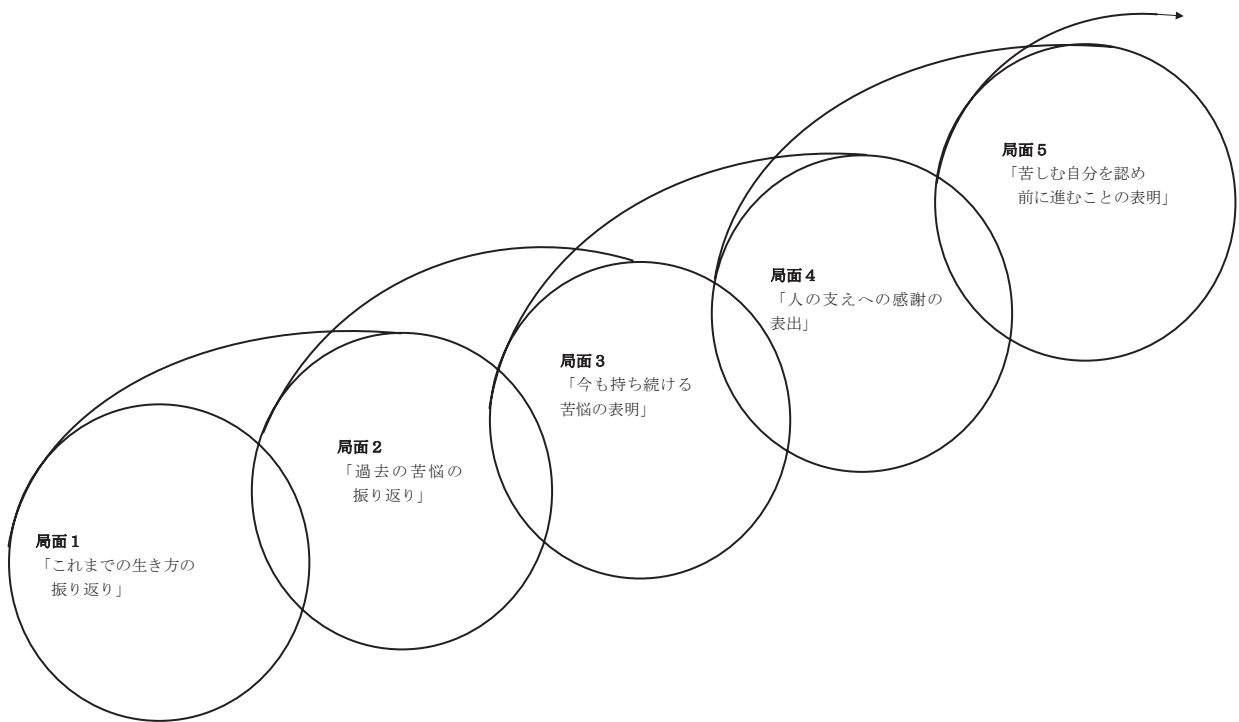 局面１
「これまでの生き方の
振り返り」
局面２
「過去の苦悩の
振り返り」
局面３
「今も持ち続ける
苦悩の表明」
局面４
「人の支えへの感謝の
表出」
局面５
「苦しむ自分を認め
前に進むことの表明」